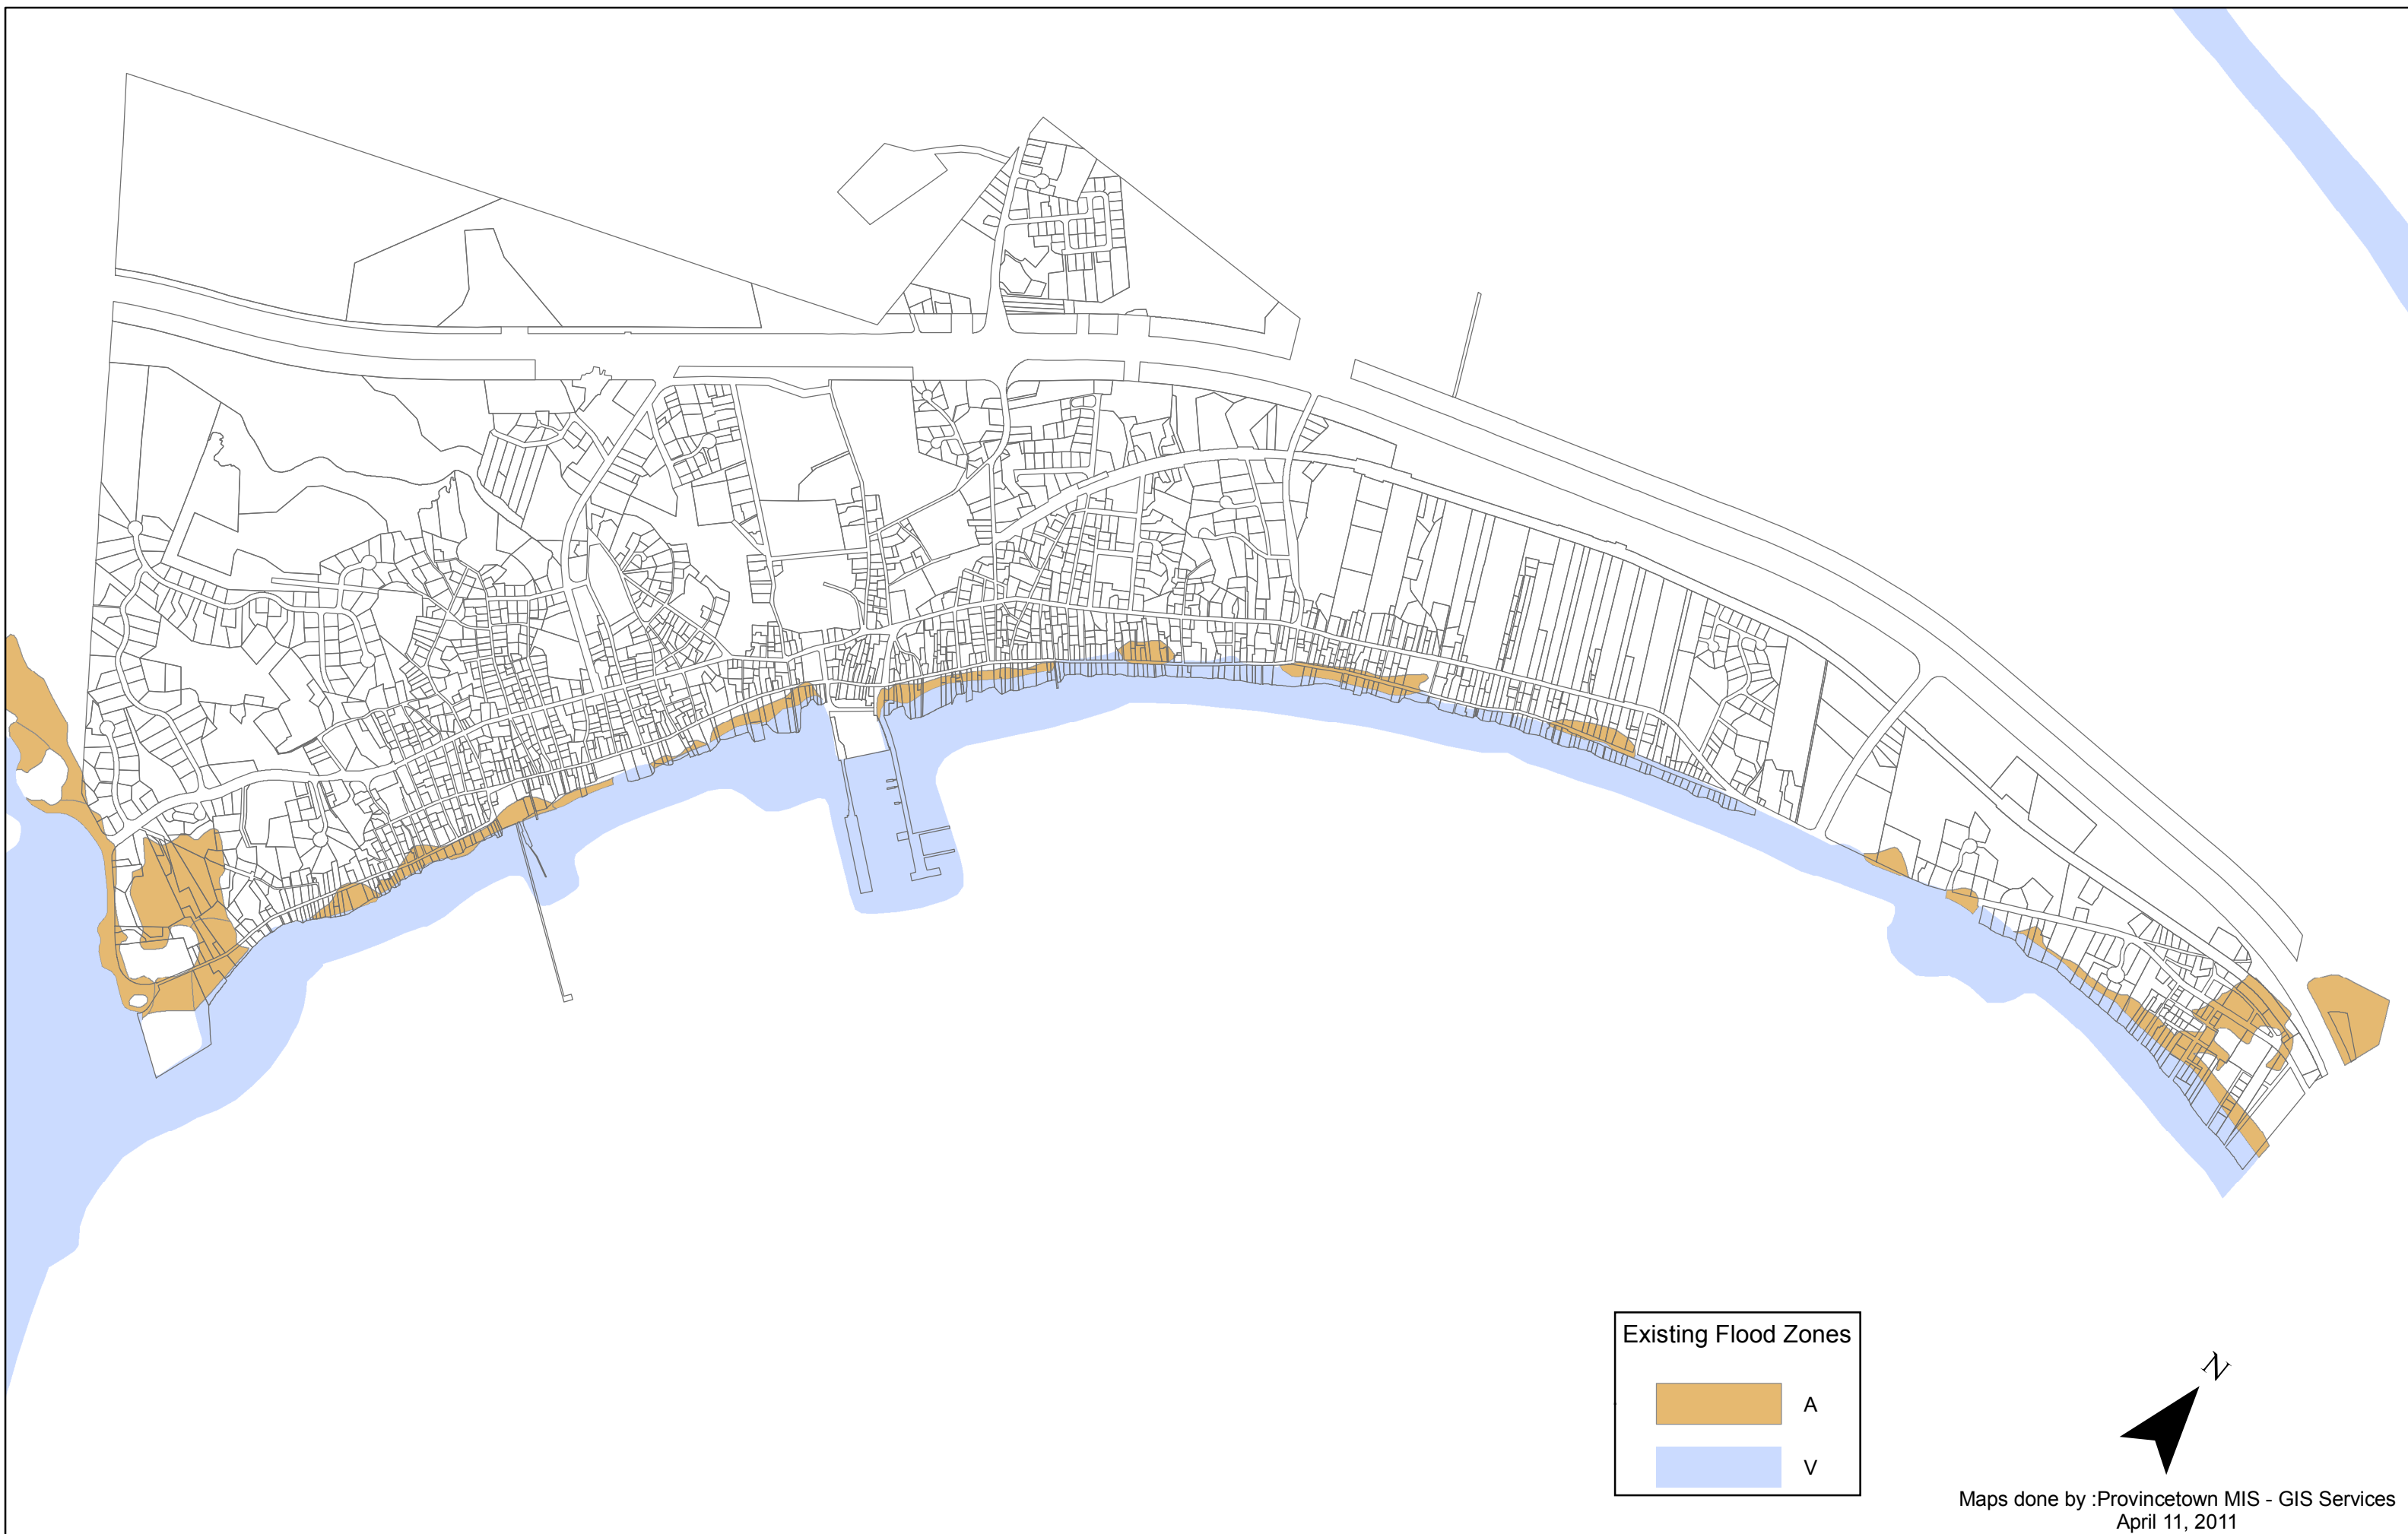 Existing Flood Zones
A
V
N
Maps done by :Provincetown MIS - GIS Services
April 11, 2011